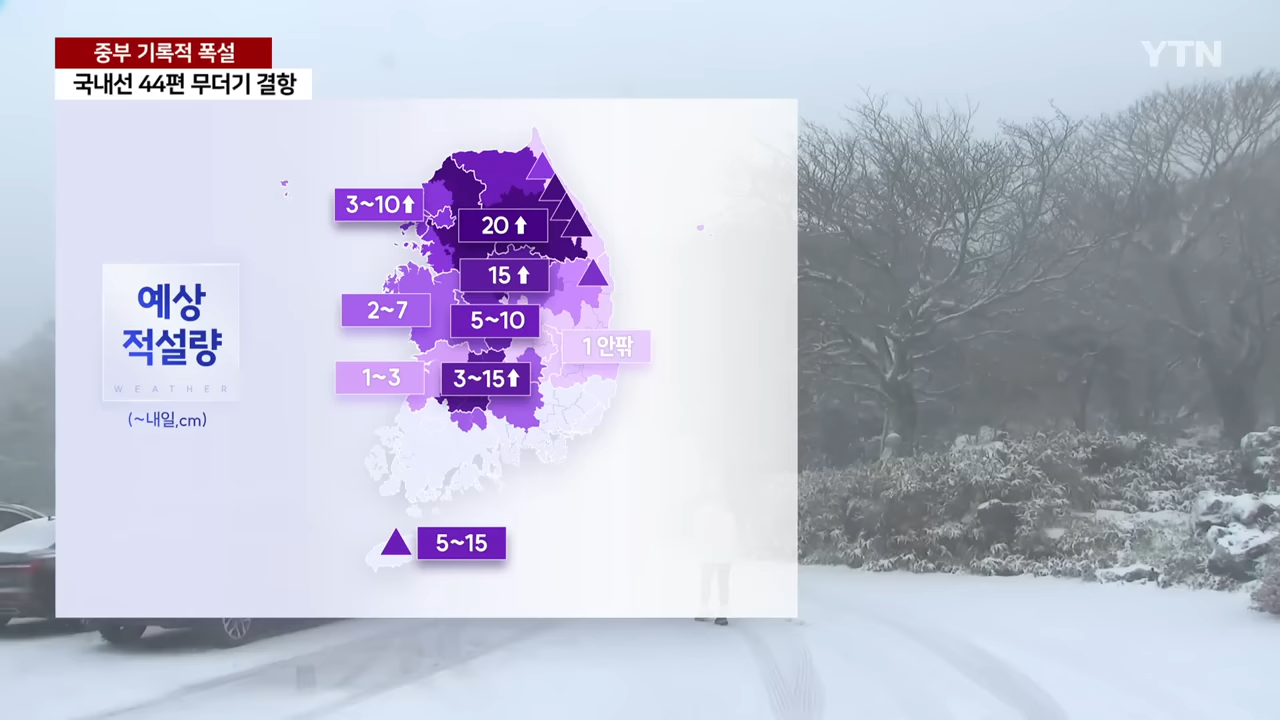 중부 기록적 폭설
국내선 44편 무더기 결항
YTN
3~10↑
20↑
15↑
예상
적설량
WEATHER
(~내일,cm)
2~7
5~10
1 안팎
1~3
3~15↑
5~15